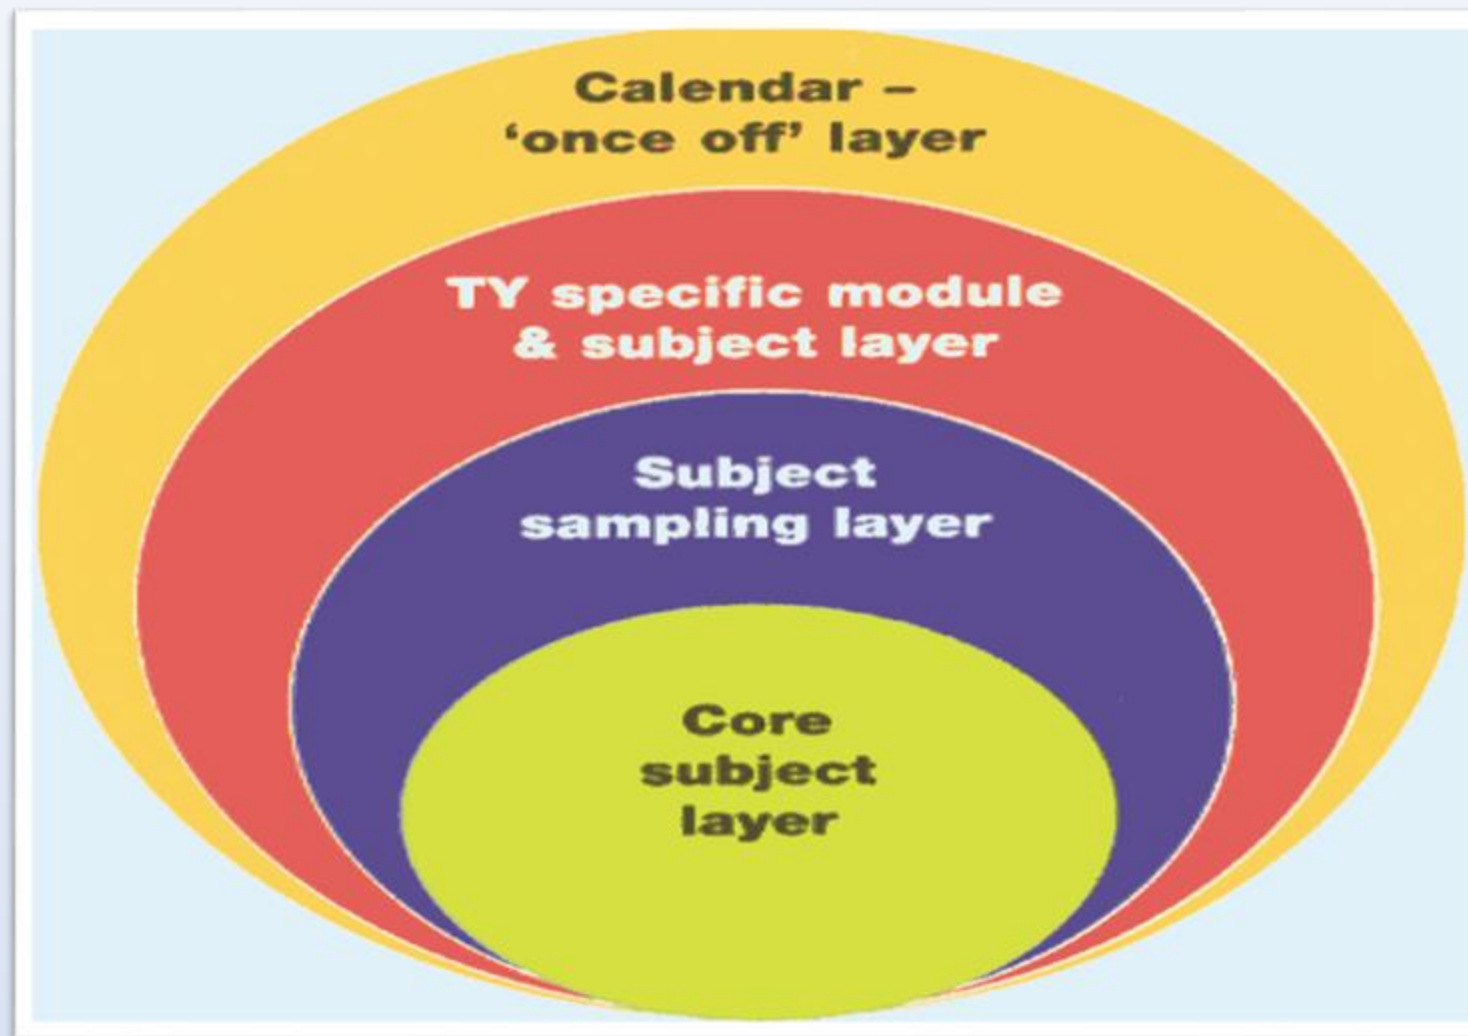 Calendar –
‘once off’ layer
TY specific module
& subject layer
Subject
sampling layer
Core
subject
layer